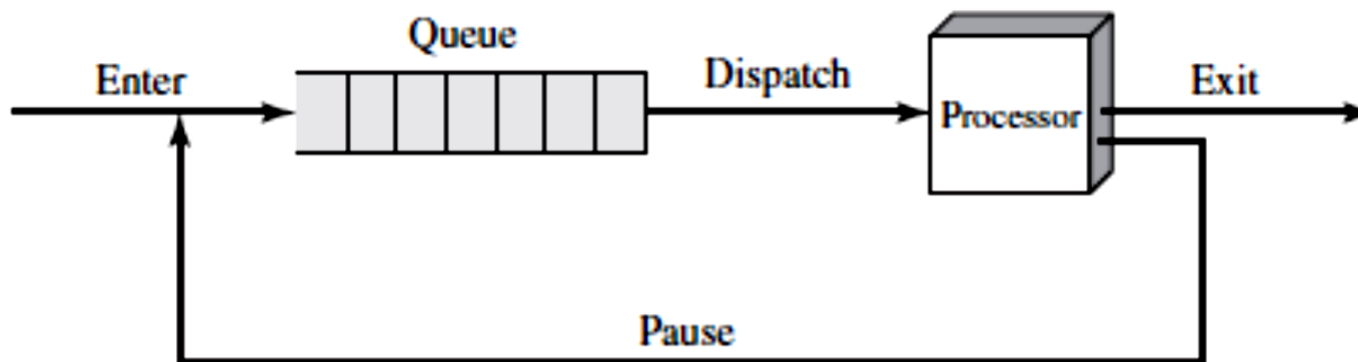 Queue
Enter
Dispatch
Exit
Processor
Pause